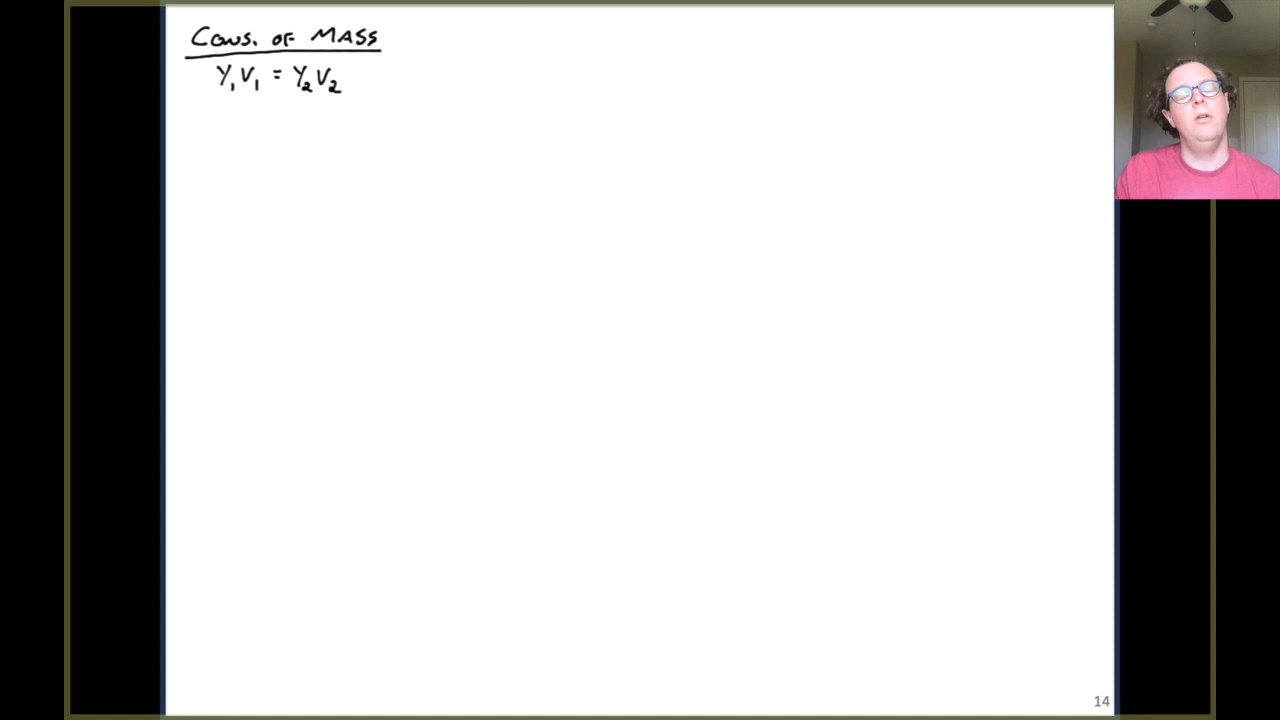 CONS. OF MASS
Y₁V₁ = Y₂V₂
14